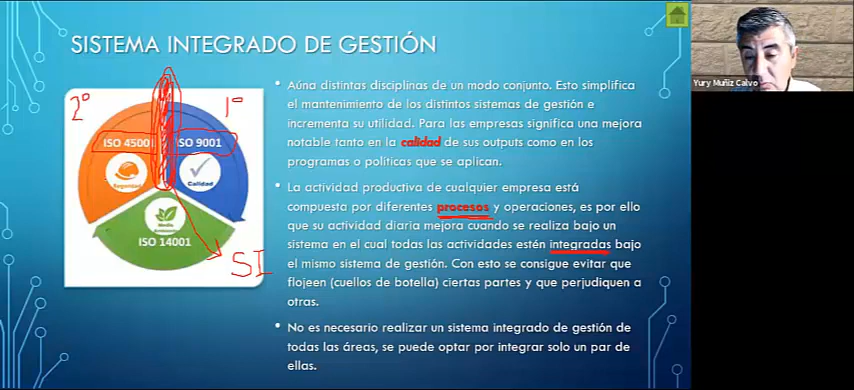 SISTEMA INTEGRADO DE GESTIÓN
2º
1º
ISO 45001
ISO 9001
Seguridad
Calidad
Medio
Ambiente
ISO 14001
SI
• Aúna distintas disciplinas de un modo conjunto. Esto simplifica
el mantenimiento de los distintos sistemas de gestión e
incrementa su utilidad. Para las empresas significa una mejora
notable tanto en la calidad de sus outputs como en los
programas o políticas que se aplican.
• La actividad productiva de cualquier empresa está
compuesta por diferentes procesos y operaciones, es por ello
que su actividad diaria mejora cuando se realiza bajo un
sistema en el cual todas las actividades estén integradas bajo
el mismo sistema de gestión. Con esto se consigue evitar que
flojeen (cuellos de botella) ciertas partes y que perjudiquen a
otras.
• No es necesario realizar un sistema integrado de gestión de
todas las áreas, se puede optar por integrar solo un par de
ellas.
Yury Muñiz Calvo